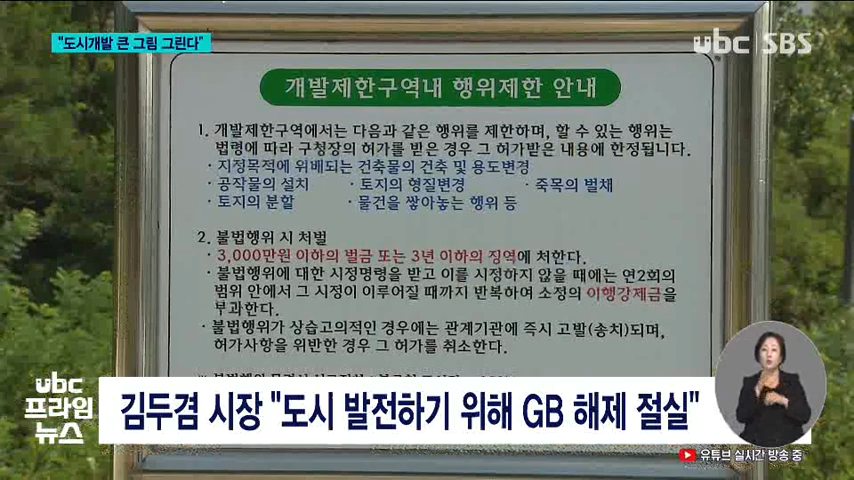 "도시개발 큰 그림 그린다"
ubc SBS
개발제한구역내 행위제한 안내
1. 개발제한구역에서는 다음과 같은 행위를 제한하며, 할 수 있는 행위는
법령에 따라 구청장의 허가를 받은 경우 그 허가받은 내용에 한정됩니다.
· 지정목적에 위배되는 건축물의 건축 및 용도변경
· 공작물의 설치 · 토지의 형질변경 · 죽목의 벌채
· 토지의 분할 · 물건을 쌓아놓는 행위 등
2. 불법행위 시 처벌
· 3,000만원 이하의 벌금 또는 3년 이하의 징역에 처한다.
· 불법행위에 대한 시정명령을 받고 이를 시정하지 않을 때에는 연2회의
범위 안에서 그 시정이 이루어질 때까지 반복하여 소정의 이행강제금을
부과한다.
· 불법행위가 상습고의적인 경우에는 관계기관에 즉시 고발(송치)되며,
허가사항을 위반한 경우 그 허가를 취소한다.
ubc
프라임
뉴스
김두겸 시장 "도시 발전하기 위해 GB 해제 절실"
유튜브 실시간 방송 중